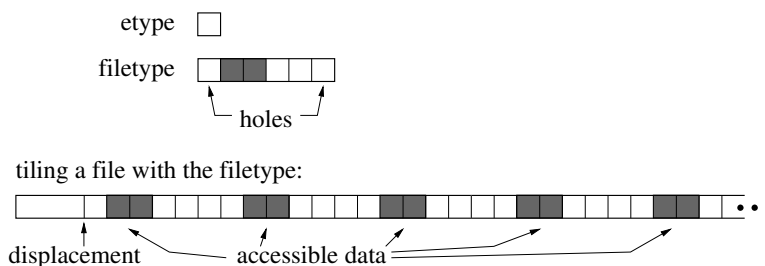 etype
filetype
holes
tiling a file with the filetype:
displacement
accessible data